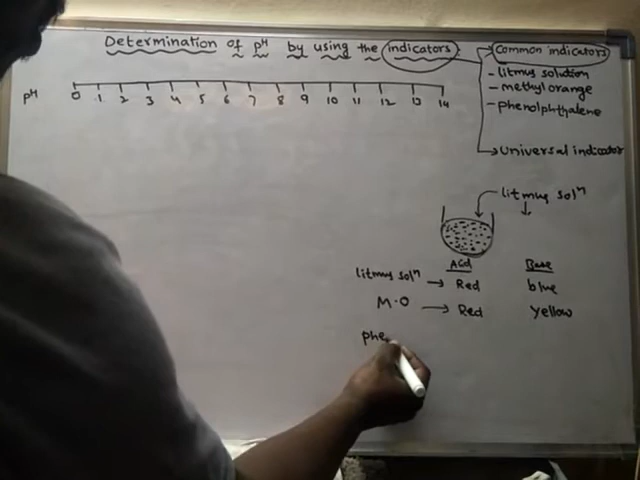 Determination of pH by using the indicators
Common indicators
- litmus solution
- methyl orange
- phenolphthalene
Universal indicator
pH 0 1 2 3 4 5 6 7 8 9 10 11 12 13 14
litmus solⁿ
Acid Base
litmus solⁿ → Red blue
M.O → Red Yellow
phe